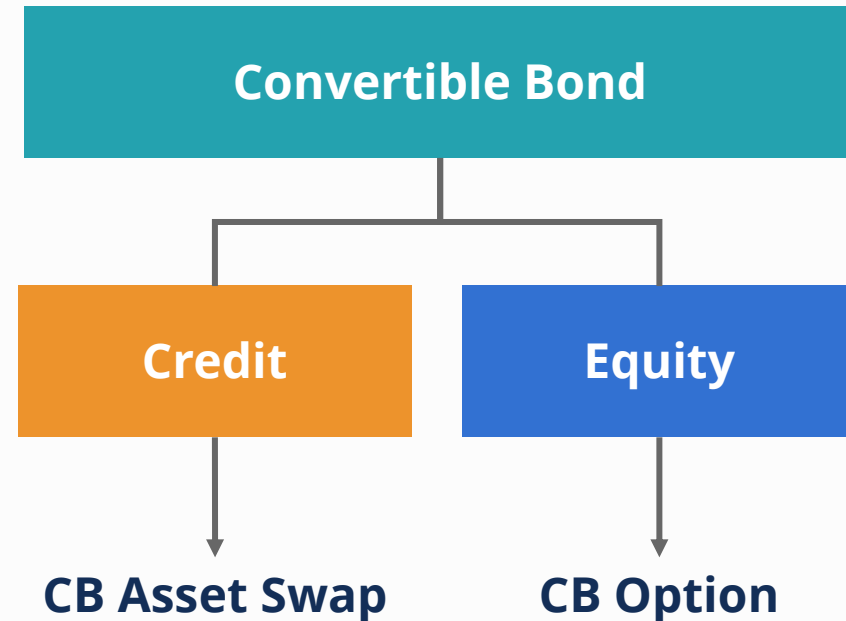 Convertible Bond
Credit
Equity
CB Asset Swap
CB Option